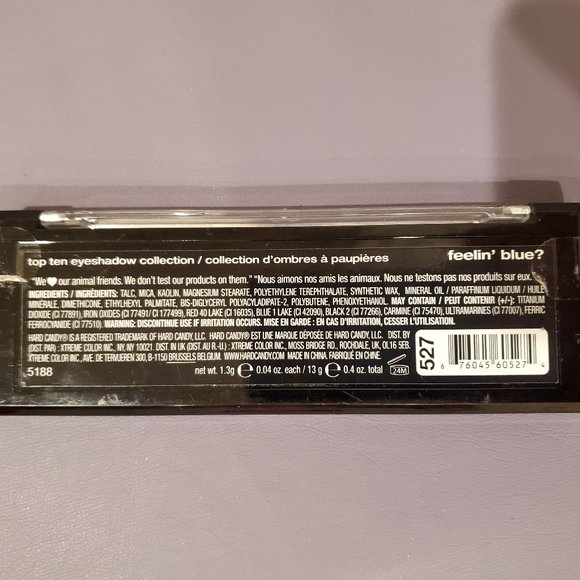 top ten eyeshadow collection / collection d'ombres à paupières
feelin' blue?
"We ♥ our animal friends. We don't test our products on them." "Nous aimons nos amis les animaux. Nous ne testons pas nos produits sur eux.
INGREDIENTS / INGRÉDIENTS: TALC, MICA, KAOLIN, MAGNESIUM STEARATE, POLYETHYLENE TEREPHTHALATE, SYNTHETIC WAX, MINERAL OIL / PARAFFINUM LIQUIDUM / HUILE
MINERALE, DIMETHICONE, ETHYLHEXYL PALMITATE, BIS-DIGLYCERYL POLYACYLADIPATE-2, POLYBUTENE, PHENOXYETHANOL. MAY CONTAIN / PEUT CONTENIR (+/-): TITANIUM
DIOXIDE (CI 77891), IRON OXIDES (CI 77491/ CI 177499), RED 40 LAKE (CI 16035), BLUE 1 LAKE (CI 42090), BLACK 2 (CI 77266), CARMINE (CI 75470), ULTRAMARINES (CI 77007), FERRIC
FERROCYANIDE (CI 77510). WARNING: DISCONTINUE USE IF IRRITATION OCCURS. MISE EN GARDE : EN CAS D'IRRITATION, CESSER L'UTILISATION.
HARD CANDY® IS A REGISTERED TRADEMARK OF HARD CANDY, LLC. HARD CANDY® EST UNE MARQUE DÉPOSÉE DE HARD CANDY, LLC. DIST. BY
(DIST. PAR) : XTREME COLOR INC., NY, NY 10021. DIST. IN UK (DIST AU R.-U.) : XTREME COLOR INC., MOSS BRIDGE RD., ROCHDALE, UK, OL16 5EB.
XTREME COLOR INC., AVE. DE TERVUEREN 300, B-1150 BRUSSELS BELGIUM. WWW.HARDCANDY.COM MADE IN CHINA. FABRIQUÉ EN CHINE.
5188
net wt. 1.3g ℮ 0.04 oz. each / 13 g ℮ 0.4 oz. total
24M
527
6 76045 60527 4